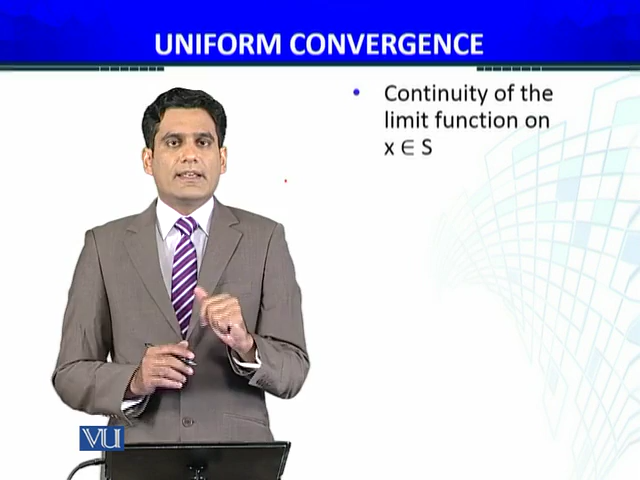 UNIFORM CONVERGENCE
• Continuity of the
limit function on
x ∈ S
VU